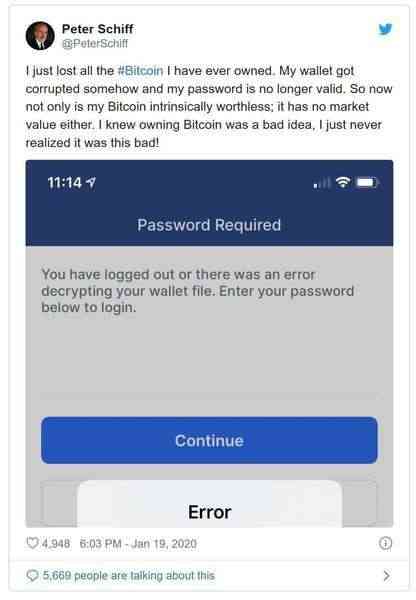 Peter Schiff
@PeterSchiff
I just lost all the #Bitcoin I have ever owned. My wallet got
corrupted somehow and my password is no longer valid. So now
not only is my Bitcoin intrinsically worthless; it has no market
value either. I knew owning Bitcoin was a bad idea, I just never
realized it was this bad!
11:14
Password Required
You have logged out or there was an error
decrypting your wallet file. Enter your password
below to login.
Continue
Error
4,948 6:03 PM - Jan 19, 2020
5,669 people are talking about this